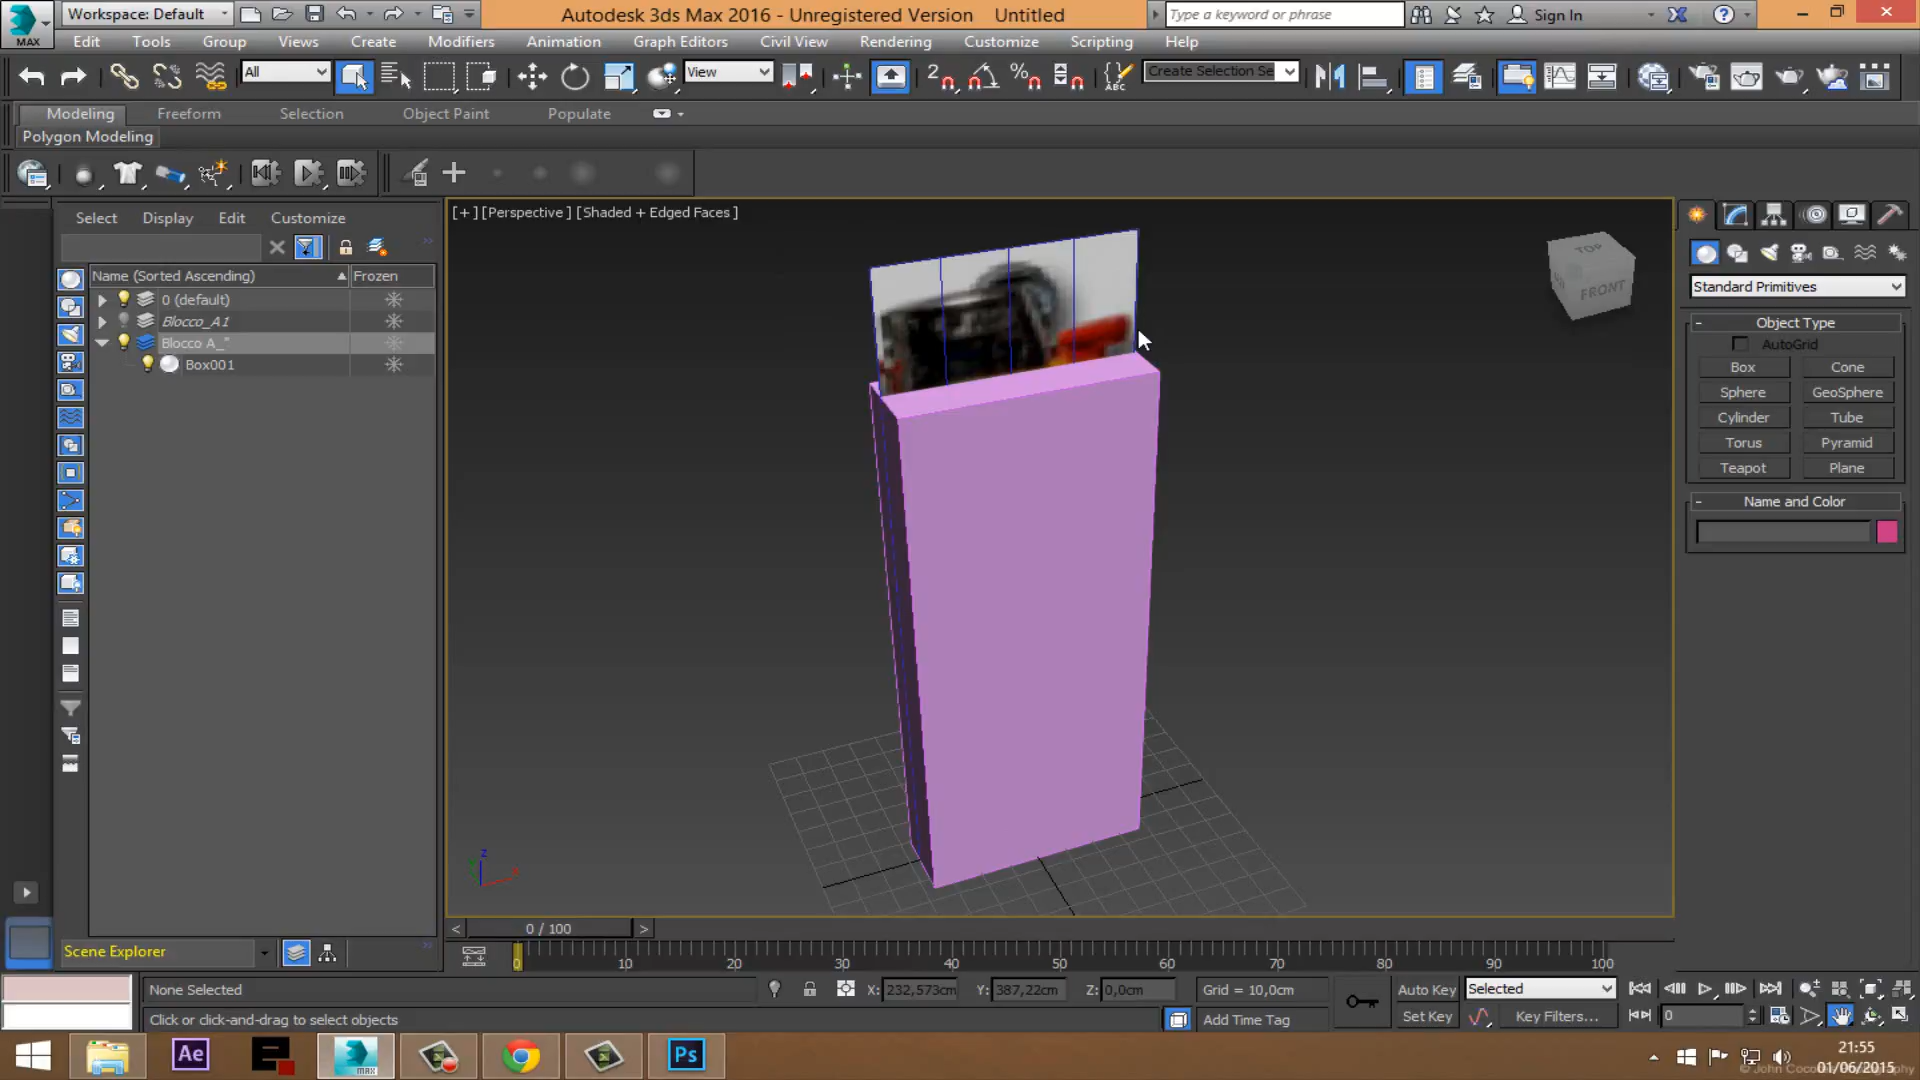 Workspace: Default
Autodesk 3ds Max 2016 - Unregistered Version Untitled
Type a keyword or phrase
Sign In
MAX
Edit Tools Group Views Create Modifiers Animation Graph Editors Civil View Rendering Customize Scripting Help
All
View
Create Selection Se
ABC
Modeling Freeform Selection Object Paint Populate
Polygon Modeling
Select Display Edit Customize
Name (Sorted Ascending) Frozen
0 (default)
Blocco_A1
Blocco A_"
Box001
Scene Explorer
[+] [Perspective] [Shaded + Edged Faces]
TOP
FRONT
Standard Primitives
Object Type
AutoGrid
Box Cone
Sphere GeoSphere
Cylinder Tube
Torus Pyramid
Teapot Plane
Name and Color
z
0 / 100
0 10 20 30 40 50 60 70 80 90 100
None Selected
X: 232,573cm Y: 387,22cm Z: 0,0cm
Grid = 10,0cm
Auto Key Selected
Click or click-and-drag to select objects
Add Time Tag
Set Key Key Filters...
0
Ae
MAX
Ps
21:55
01/06/2015